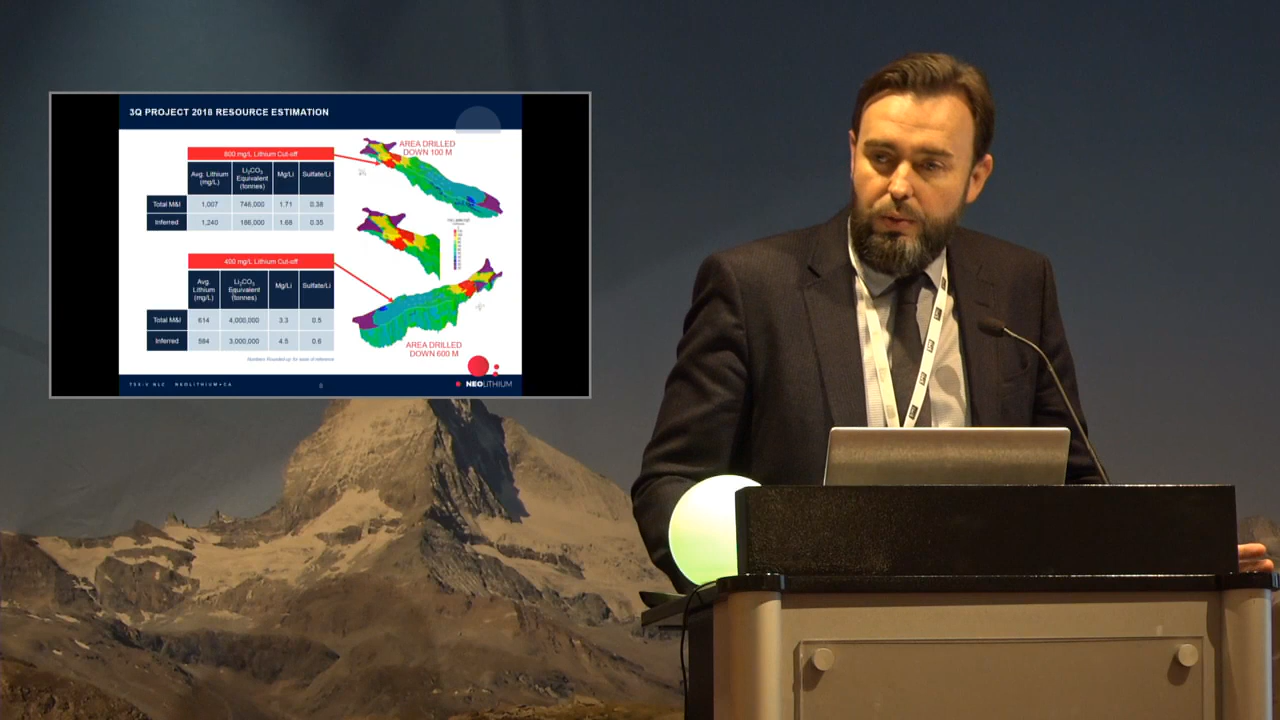 3Q PROJECT 2018 RESOURCE ESTIMATION
800 mg/L Lithium Cut-off
Avg. Lithium (mg/L) Li2CO3 Equivalent (tonnes) Mg/Li Sulfate/Li
Total M&I 1,007 746,000 1.71 0.38
Inferred 1,240 186,000 1.68 0.35
AREA DRILLED
DOWN 100 M
400 mg/L Lithium Cut-off
Avg. Lithium (mg/L) Li2CO3 Equivalent (tonnes) Mg/Li Sulfate/Li
Total M&I 614 4,000,000 3.3 0.5
Inferred 584 3,000,000 4.5 0.6
AREA DRILLED
DOWN 600 M
Numbers Rounded up for ease of reference
TSX-V NLC NEOLITHIUM•CA
NEOLITHIUM